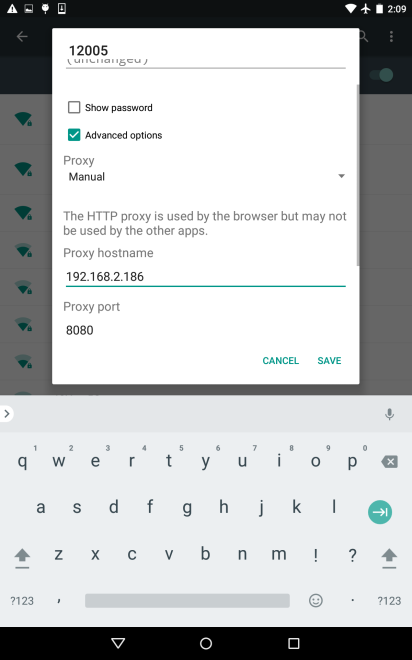 2:09
12005
(unchanged)
Show password
Advanced options
Proxy
Manual
The HTTP proxy is used by the browser but may not
be used by the other apps.
Proxy hostname
192.168.2.186
Proxy port
8080
CANCEL SAVE
1 2 3 4 5 6 7 8 9 0
q w e r t y u i o p
a s d f g h j k l
z x c v b n m ! ?
?123 , . ?123